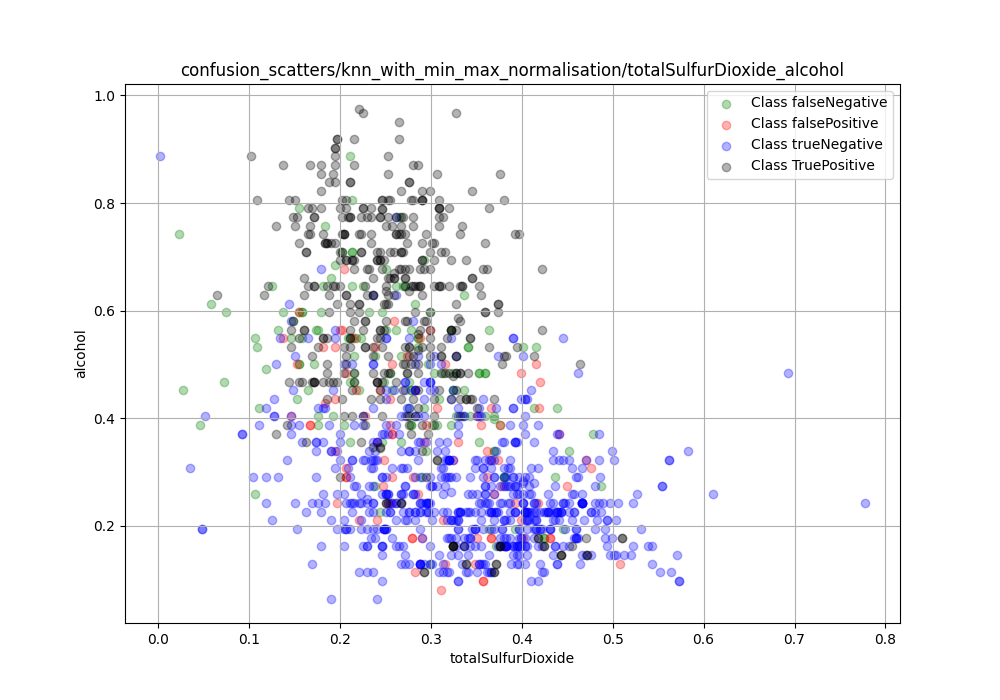 confusion_scatters/knn_with_min_max_normalisation/totalSulfurDioxide_alcohol
Class falseNegative
Class falsePositive
Class trueNegative
Class TruePositive
1.0
0.8
0.6
0.4
0.2
alcohol
0.0 0.1 0.2 0.3 0.4 0.5 0.6 0.7 0.8
totalSulfurDioxide